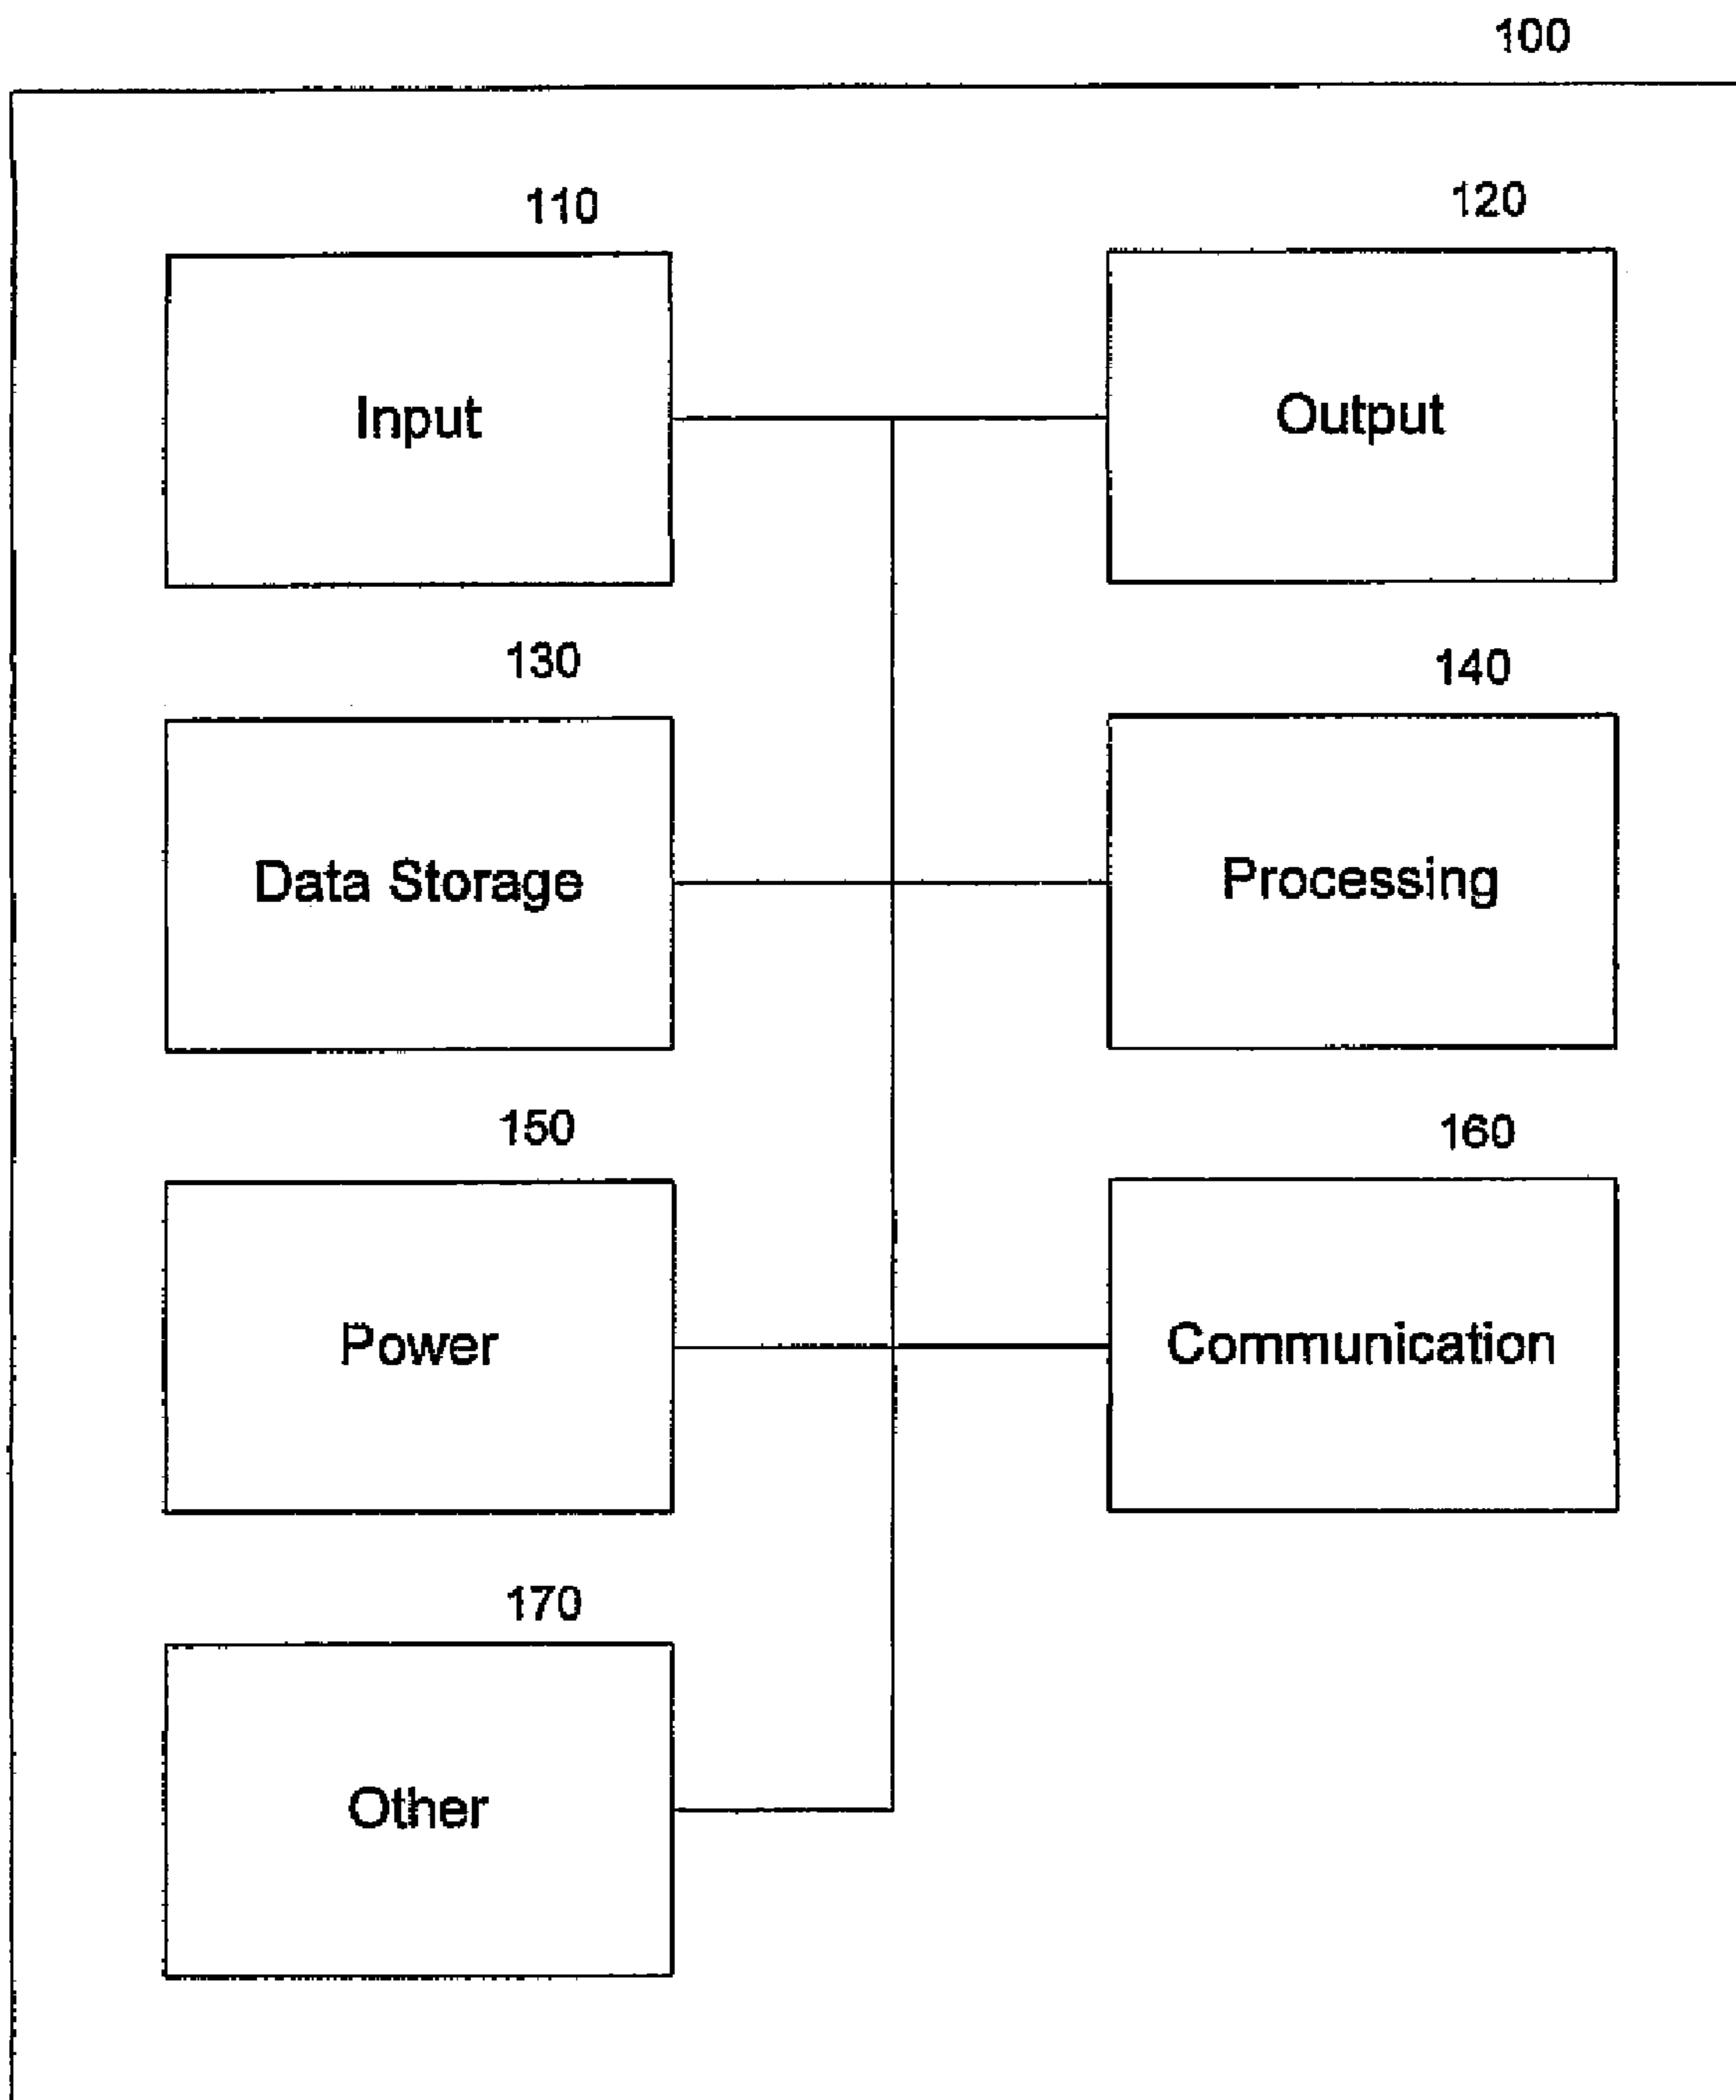 100
110
120
Input
Output
130
140
Data Storage
Processing
150
160
Power
Communication
170
Other